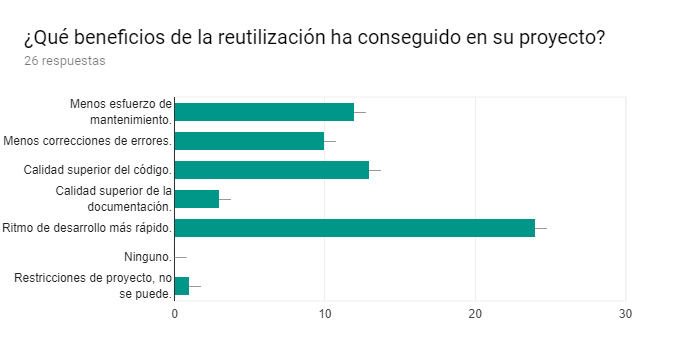 ¿Qué beneficios de la reutilización ha conseguido en su proyecto?
26 respuestas
Menos esfuerzo de
mantenimiento.
Menos correcciones de errores.
Calidad superior del código.
Calidad superior de la
documentación.
Ritmo de desarrollo más rápido.
Ninguno.
Restricciones de proyecto, no
se puede.
0 10 20 30